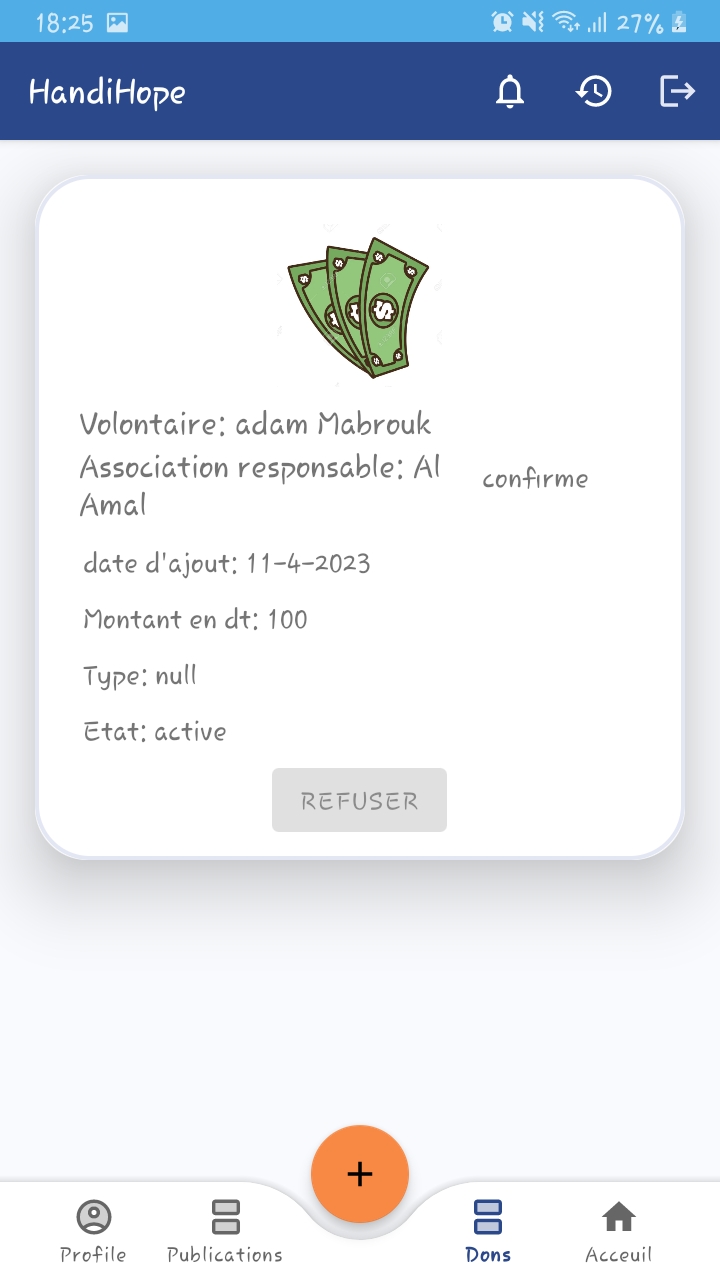 18:25 27%
HandiHope
Volontaire: adam Mabrouk
Association responsable: Al
Amal
confirme
date d'ajout: 11-4-2023
Montant en dt: 100
Type: null
Etat: active
REFUSER
+
Profile Publications Dons Acceuil